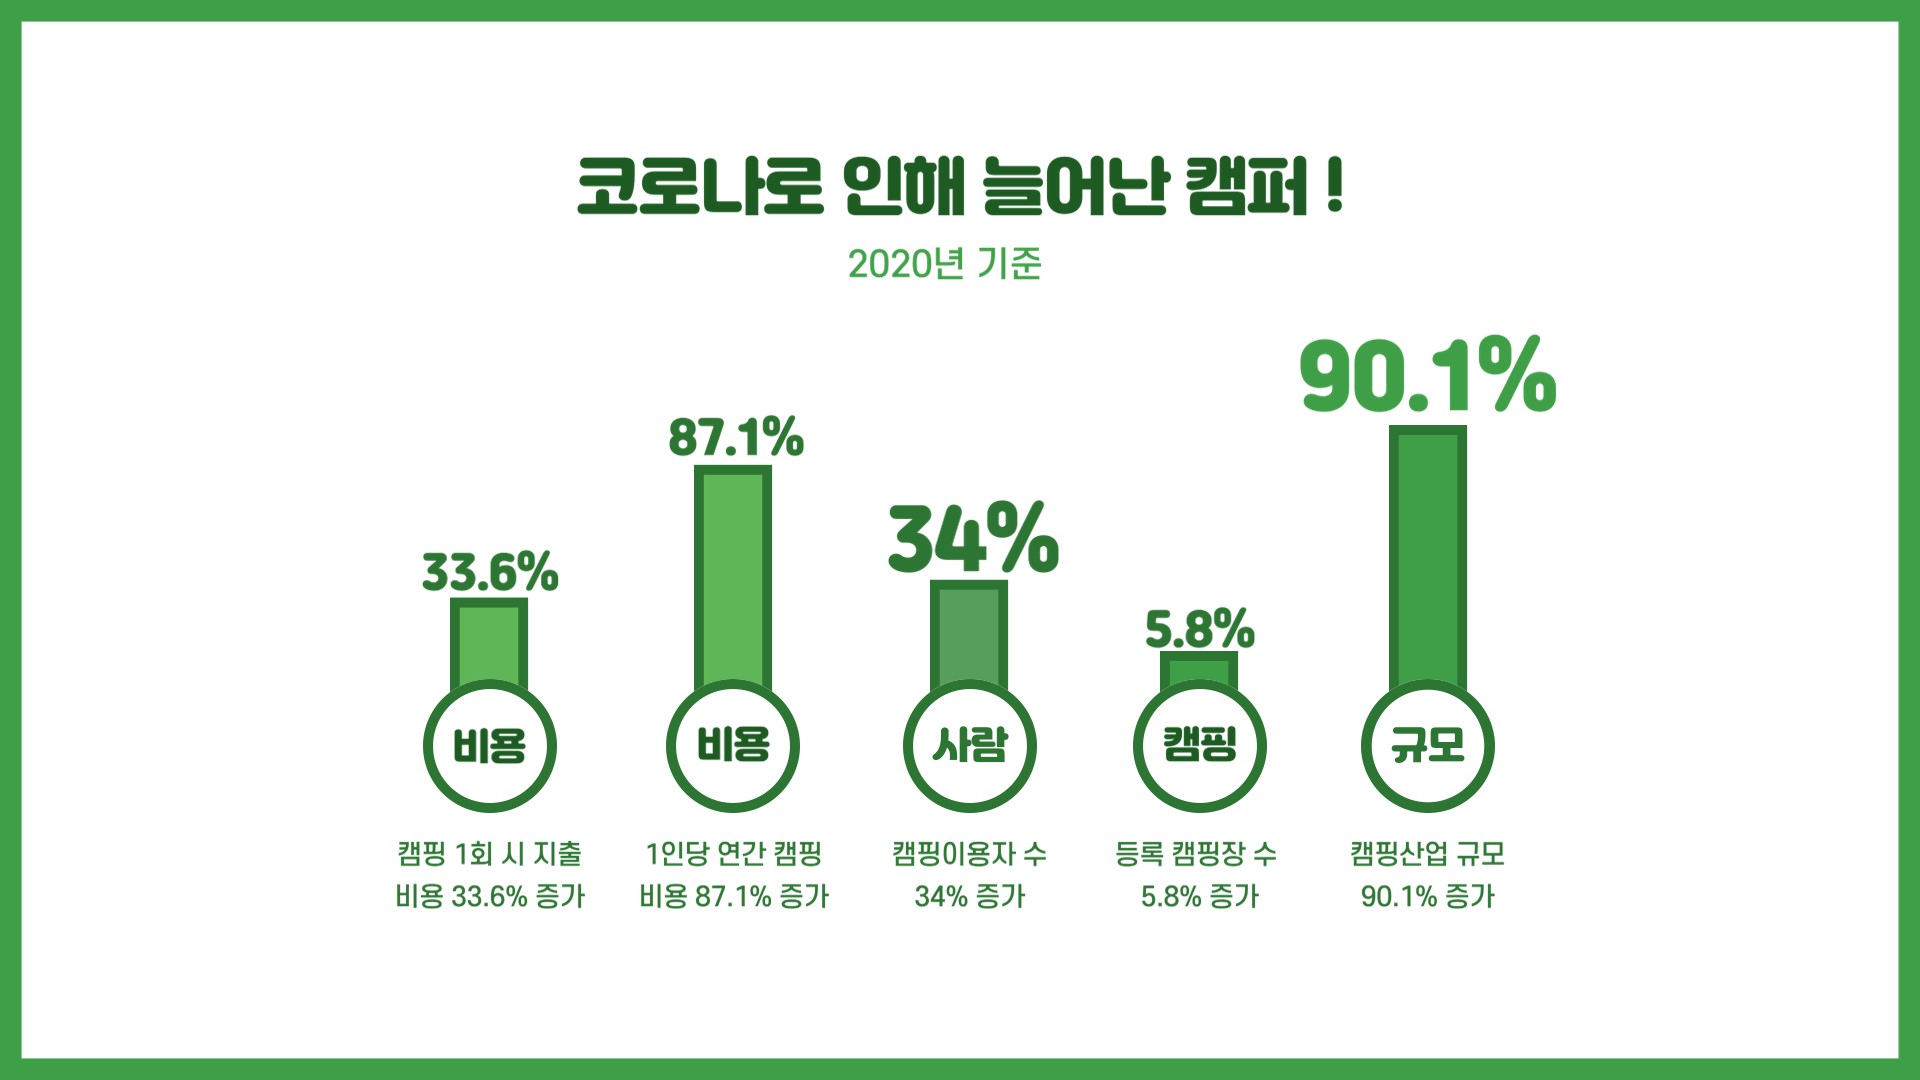 코로나로 인해 늘어난 캠퍼 !
2020년 기준
33.6%
87.1%
34%
5.8%
90.1%
비용
비용
사람
캠핑
규모
캠핑 1회 시 지출
비용 33.6% 증가
1인당 연간 캠핑
비용 87.1% 증가
캠핑이용자 수
34% 증가
등록 캠핑장 수
5.8% 증가
캠핑산업 규모
90.1% 증가